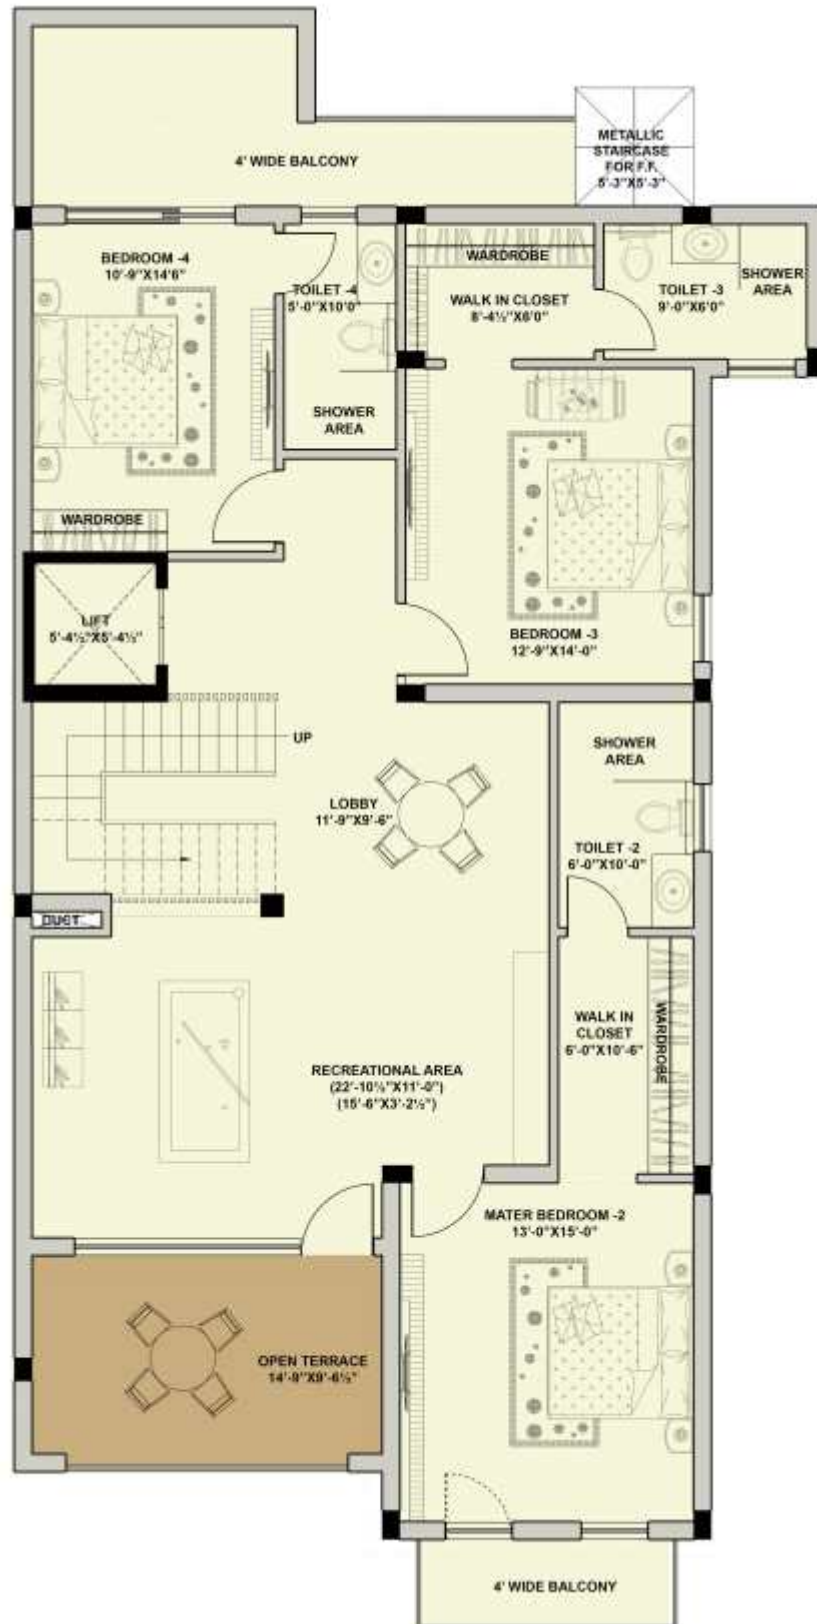 4' WIDE BALCONY
METALLIC
STAIRCASE
FOR F.F.
5'-3"X5'-3"
BEDROOM -4
10'-9"X14'6"
TOILET -4
5'-0"X10'0"
SHOWER
AREA
WARDROBE
WARDROBE
WALK IN CLOSET
8'-4½"X6'0"
TOILET -3
9'-0"X6'0"
SHOWER
AREA
BEDROOM -3
12'-9"X14'-0"
LIFT
5'-4½"X5'-4½"
UP
LOBBY
11'-9"X9'-6"
SHOWER
AREA
TOILET -2
6'-0"X10'-0"
DUCT
WALK IN
CLOSET
6'-0"X10'-6"
WARDROBE
RECREATIONAL AREA
(22'-10½"X11'-0")
(15'-6"X3'-2½")
MATER BEDROOM -2
13'-0"X15'-0"
OPEN TERRACE
14'-9"X9'-6½"
4' WIDE BALCONY